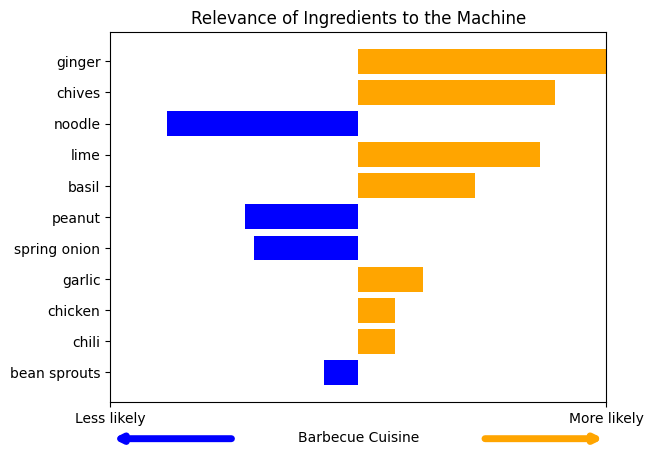 Relevance of Ingredients to the Machine
ginger
chives
noodle
lime
basil
peanut
spring onion
garlic
chicken
chili
bean sprouts
Less likely
More likely
Barbecue Cuisine